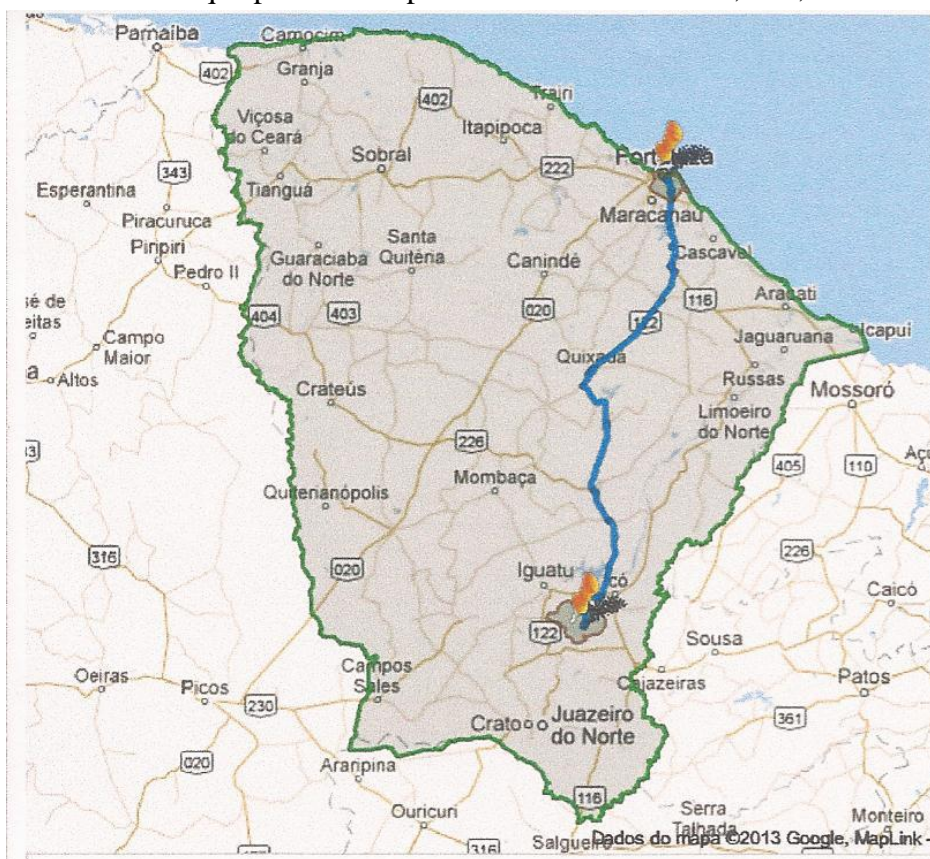 Parnaíba
Camocim
402
Granja
402
Trairi
Viçosa
do Ceará
Itapipoca
Sobral
222
343
Tianguá
Esperantina
Maracanaú
Piracuruca
Santa
Quitéria
Piripiri
Guaraciaba
do Norte
Canindé
Cascavel
Pedro II
116
Aracati
404
403
020
122
Icapuí
Campo
Maior
Jaguaruana
Quixadá
Altos
Crateús
Russas
Mossoró
Limoeiro
do Norte
226
405
110
Mombaça
Quiterianópolis
316
020
226
Iguatu
Caicó
122
Sousa
Campos
Sales
Cajazeiras
Oeiras
Picos
230
Patos
Crato
Juazeiro
do Norte
361
020
Araripina
116
Ouricuri
Serra
Talhada
Monteiro
316
Salgueiro
Dados do mapa ©2013 Google, MapLink -